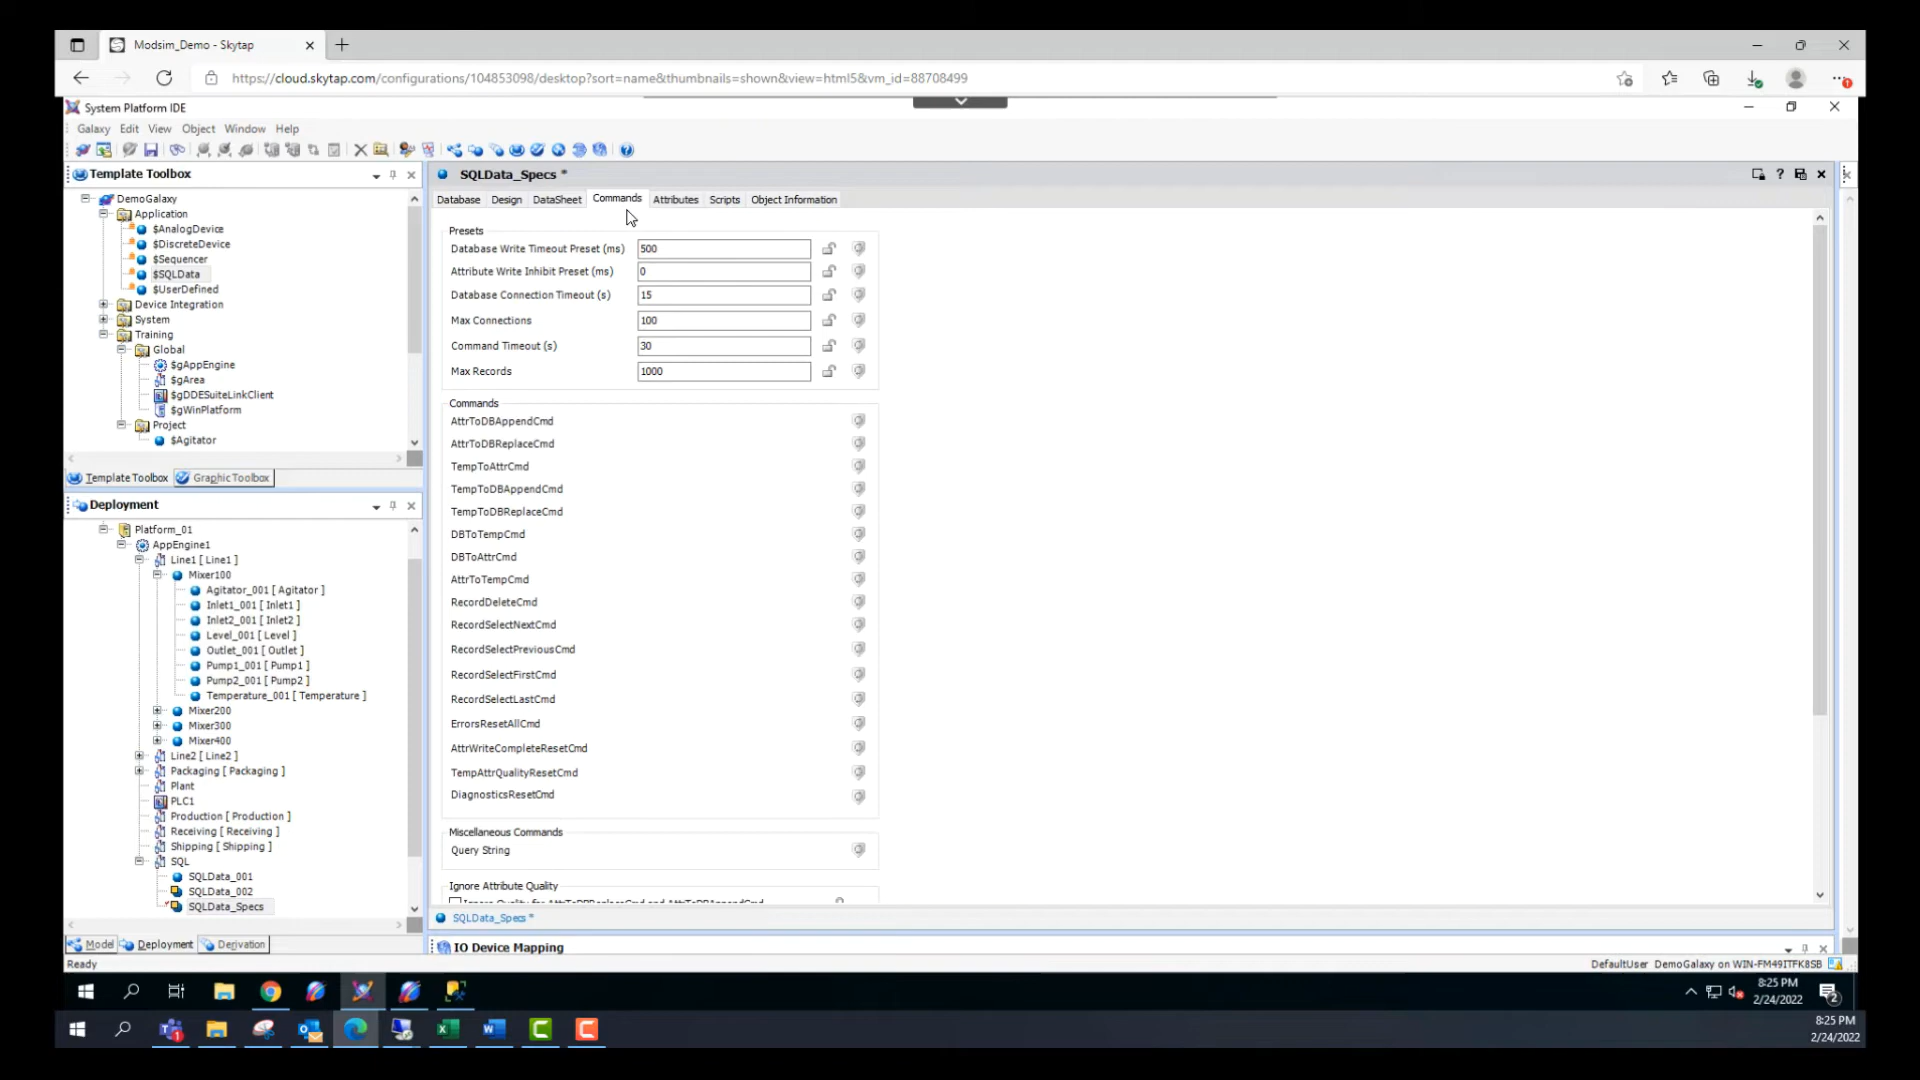 Modsim_Demo - Skytap
https://cloud.skytap.com/configurations/104853098/desktop?sort=name&thumbnails=shown&view=html5&vm_id=88708499
System Platform IDE
Galaxy Edit View Object Window Help
Template Toolbox
SQLData_Specs *
DemoGalaxy
Database Design DataSheet Commands Attributes Scripts Object Information
Application
$AnalogDevice
$DiscreteDevice
$Sequencer
$SQLData
$UserDefined
Device Integration
System
Training
Global
$gAppEngine
$gArea
$gDDESuiteLinkClient
$gWinPlatform
Project
$Agitator
Template Toolbox Graphic Toolbox
Presets
Database Write Timeout Preset (ms) 500
Attribute Write Inhibit Preset (ms) 0
Database Connection Timeout (s) 15
Max Connections 100
Command Timeout (s) 30
Max Records 1000
Commands
AttrToDBAppendCmd
AttrToDBReplaceCmd
TempToAttrCmd
TempToDBAppendCmd
TempToDBReplaceCmd
DBToTempCmd
DBToAttrCmd
AttrToTempCmd
RecordDeleteCmd
RecordSelectNextCmd
RecordSelectPreviousCmd
RecordSelectFirstCmd
RecordSelectLastCmd
ErrorsResetAllCmd
AttrWriteCompleteResetCmd
TempAttrQualityResetCmd
DiagnosticsResetCmd
Miscellaneous Commands
Query String
Ignore Attribute Quality
Ignore Quality for AttrToDBReplaceCmd and AttrToDBAppendCmd
Deployment
Platform_01
AppEngine1
Line1 [ Line1 ]
Mixer100
Agitator_001 [ Agitator ]
Inlet1_001 [ Inlet1 ]
Inlet2_001 [ Inlet2 ]
Level_001 [ Level ]
Outlet_001 [ Outlet ]
Pump1_001 [ Pump1 ]
Pump2_001 [ Pump2 ]
Temperature_001 [ Temperature ]
Mixer200
Mixer300
Mixer400
Line2 [ Line2 ]
Packaging [ Packaging ]
Plant
PLC1
Production [ Production ]
Receiving [ Receiving ]
Shipping [ Shipping ]
SQL
SQLData_001
SQLData_002
SQLData_Specs
SQLData_Specs *
Model Deployment Derivation
IO Device Mapping
Ready
DefaultUser DemoGalaxy on WIN-FM49ITFK8SB
8:25 PM
2/24/2022
2
8:25 PM
2/24/2022